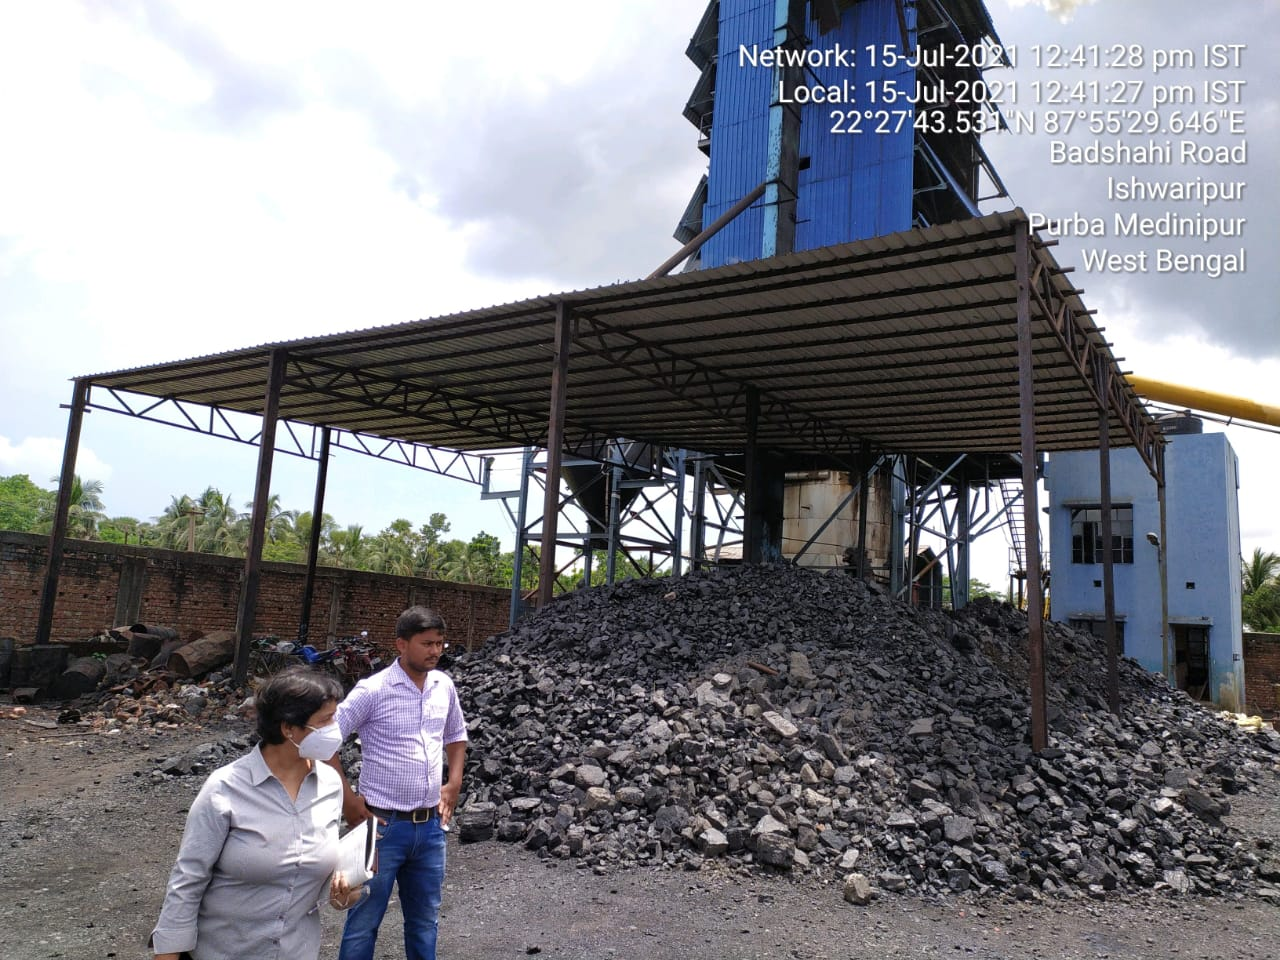 Network: 15-Jul-2021 12:41:28 pm IST
Local: 15-Jul-2021 12:41:27 pm IST
22°27'43.531"N 87°55'29.646"E
Badshahi Road
Ishwaripur
Purba Medinipur
West Bengal